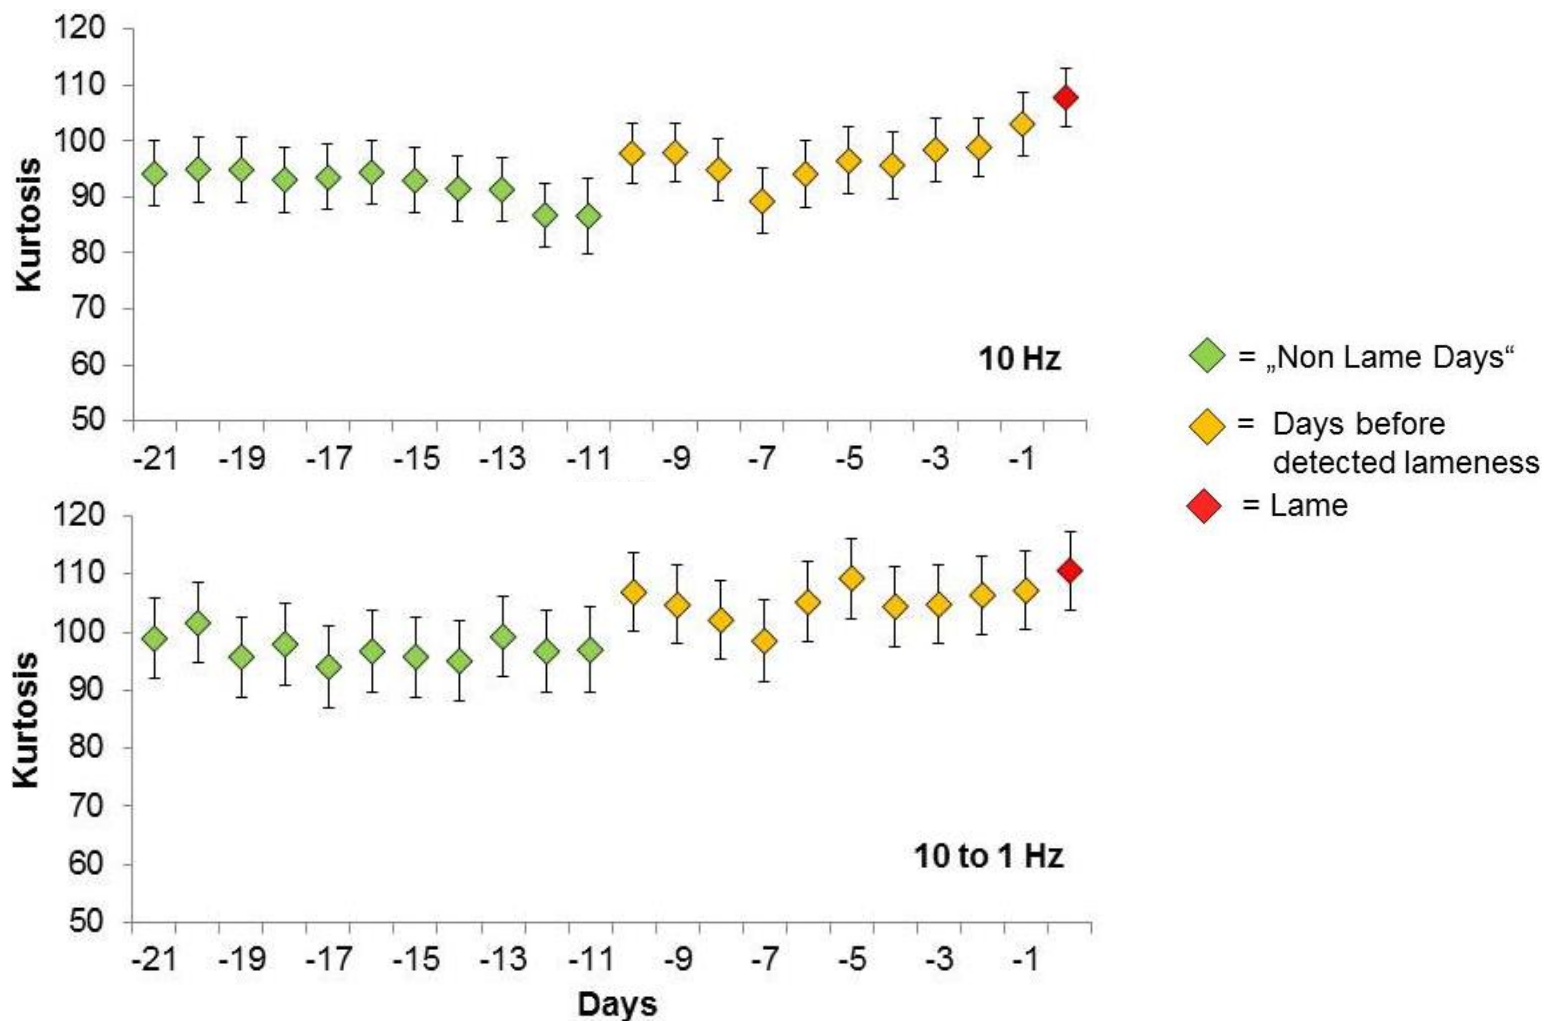 120
110
100
90
80
70
60
50
Kurtosis
10 Hz
-21 -19 -17 -15 -13 -11 -9 -7 -5 -3 -1
120
110
100
90
80
70
60
50
Kurtosis
10 to 1 Hz
-21 -19 -17 -15 -13 -11 -9 -7 -5 -3 -1
Days
= „Non Lame Days“
= Days before
detected lameness
= Lame